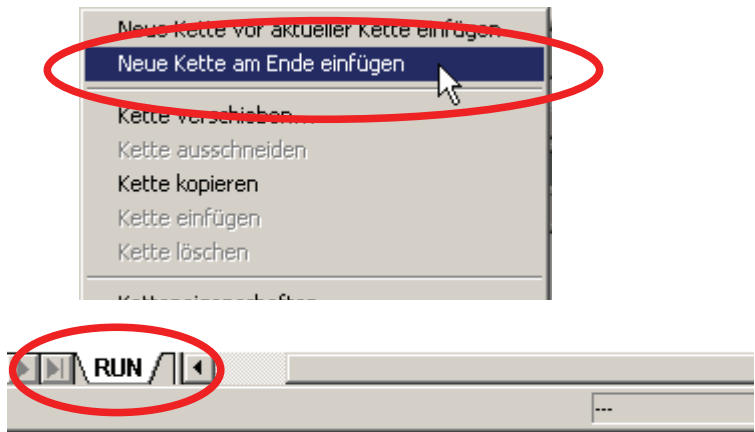 Neue Kette vor aktueller Kette einfügen
Neue Kette am Ende einfügen
Kette verschieben...
Kette ausschneiden
Kette kopieren
Kette einfügen
Kette löschen
Ketteneigenschaften
RUN
---